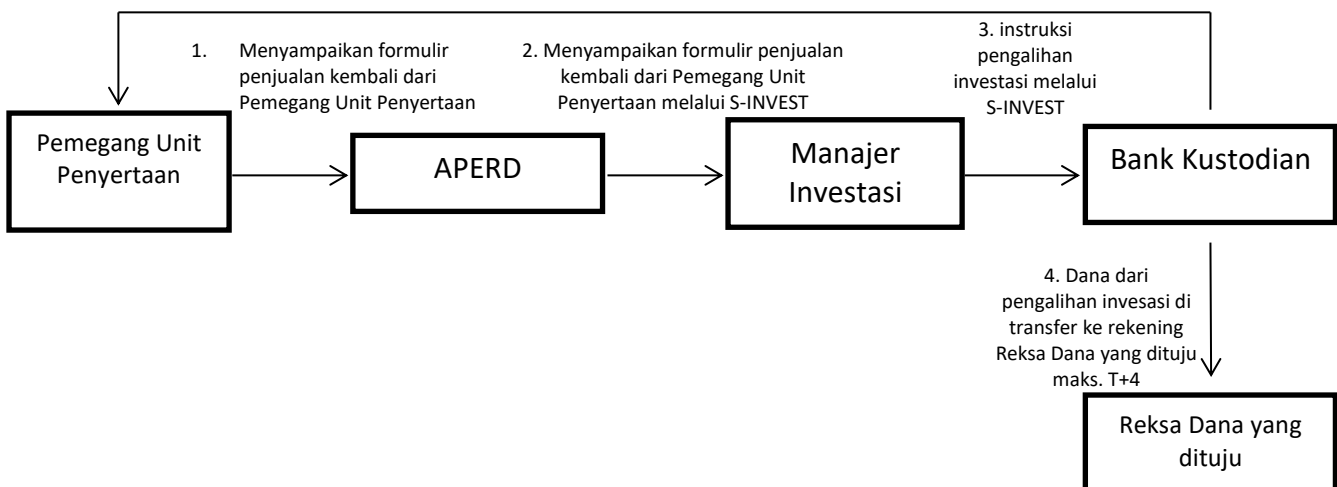 1. Menyampaikan formulir
penjualan kembali dari
Pemegang Unit Penyertaan
2. Menyampaikan formulir penjualan
kembali dari Pemegang Unit
Penyertaan melalui S-INVEST
3. instruksi
pengalihan
investasi melalui
S-INVEST
Pemegang Unit
Penyertaan
APERD
Manajer
Investasi
Bank Kustodian
4. Dana dari
pengalihan invesasi di
transfer ke rekening
Reksa Dana yang dituju
maks. T+4
Reksa Dana yang
dituju